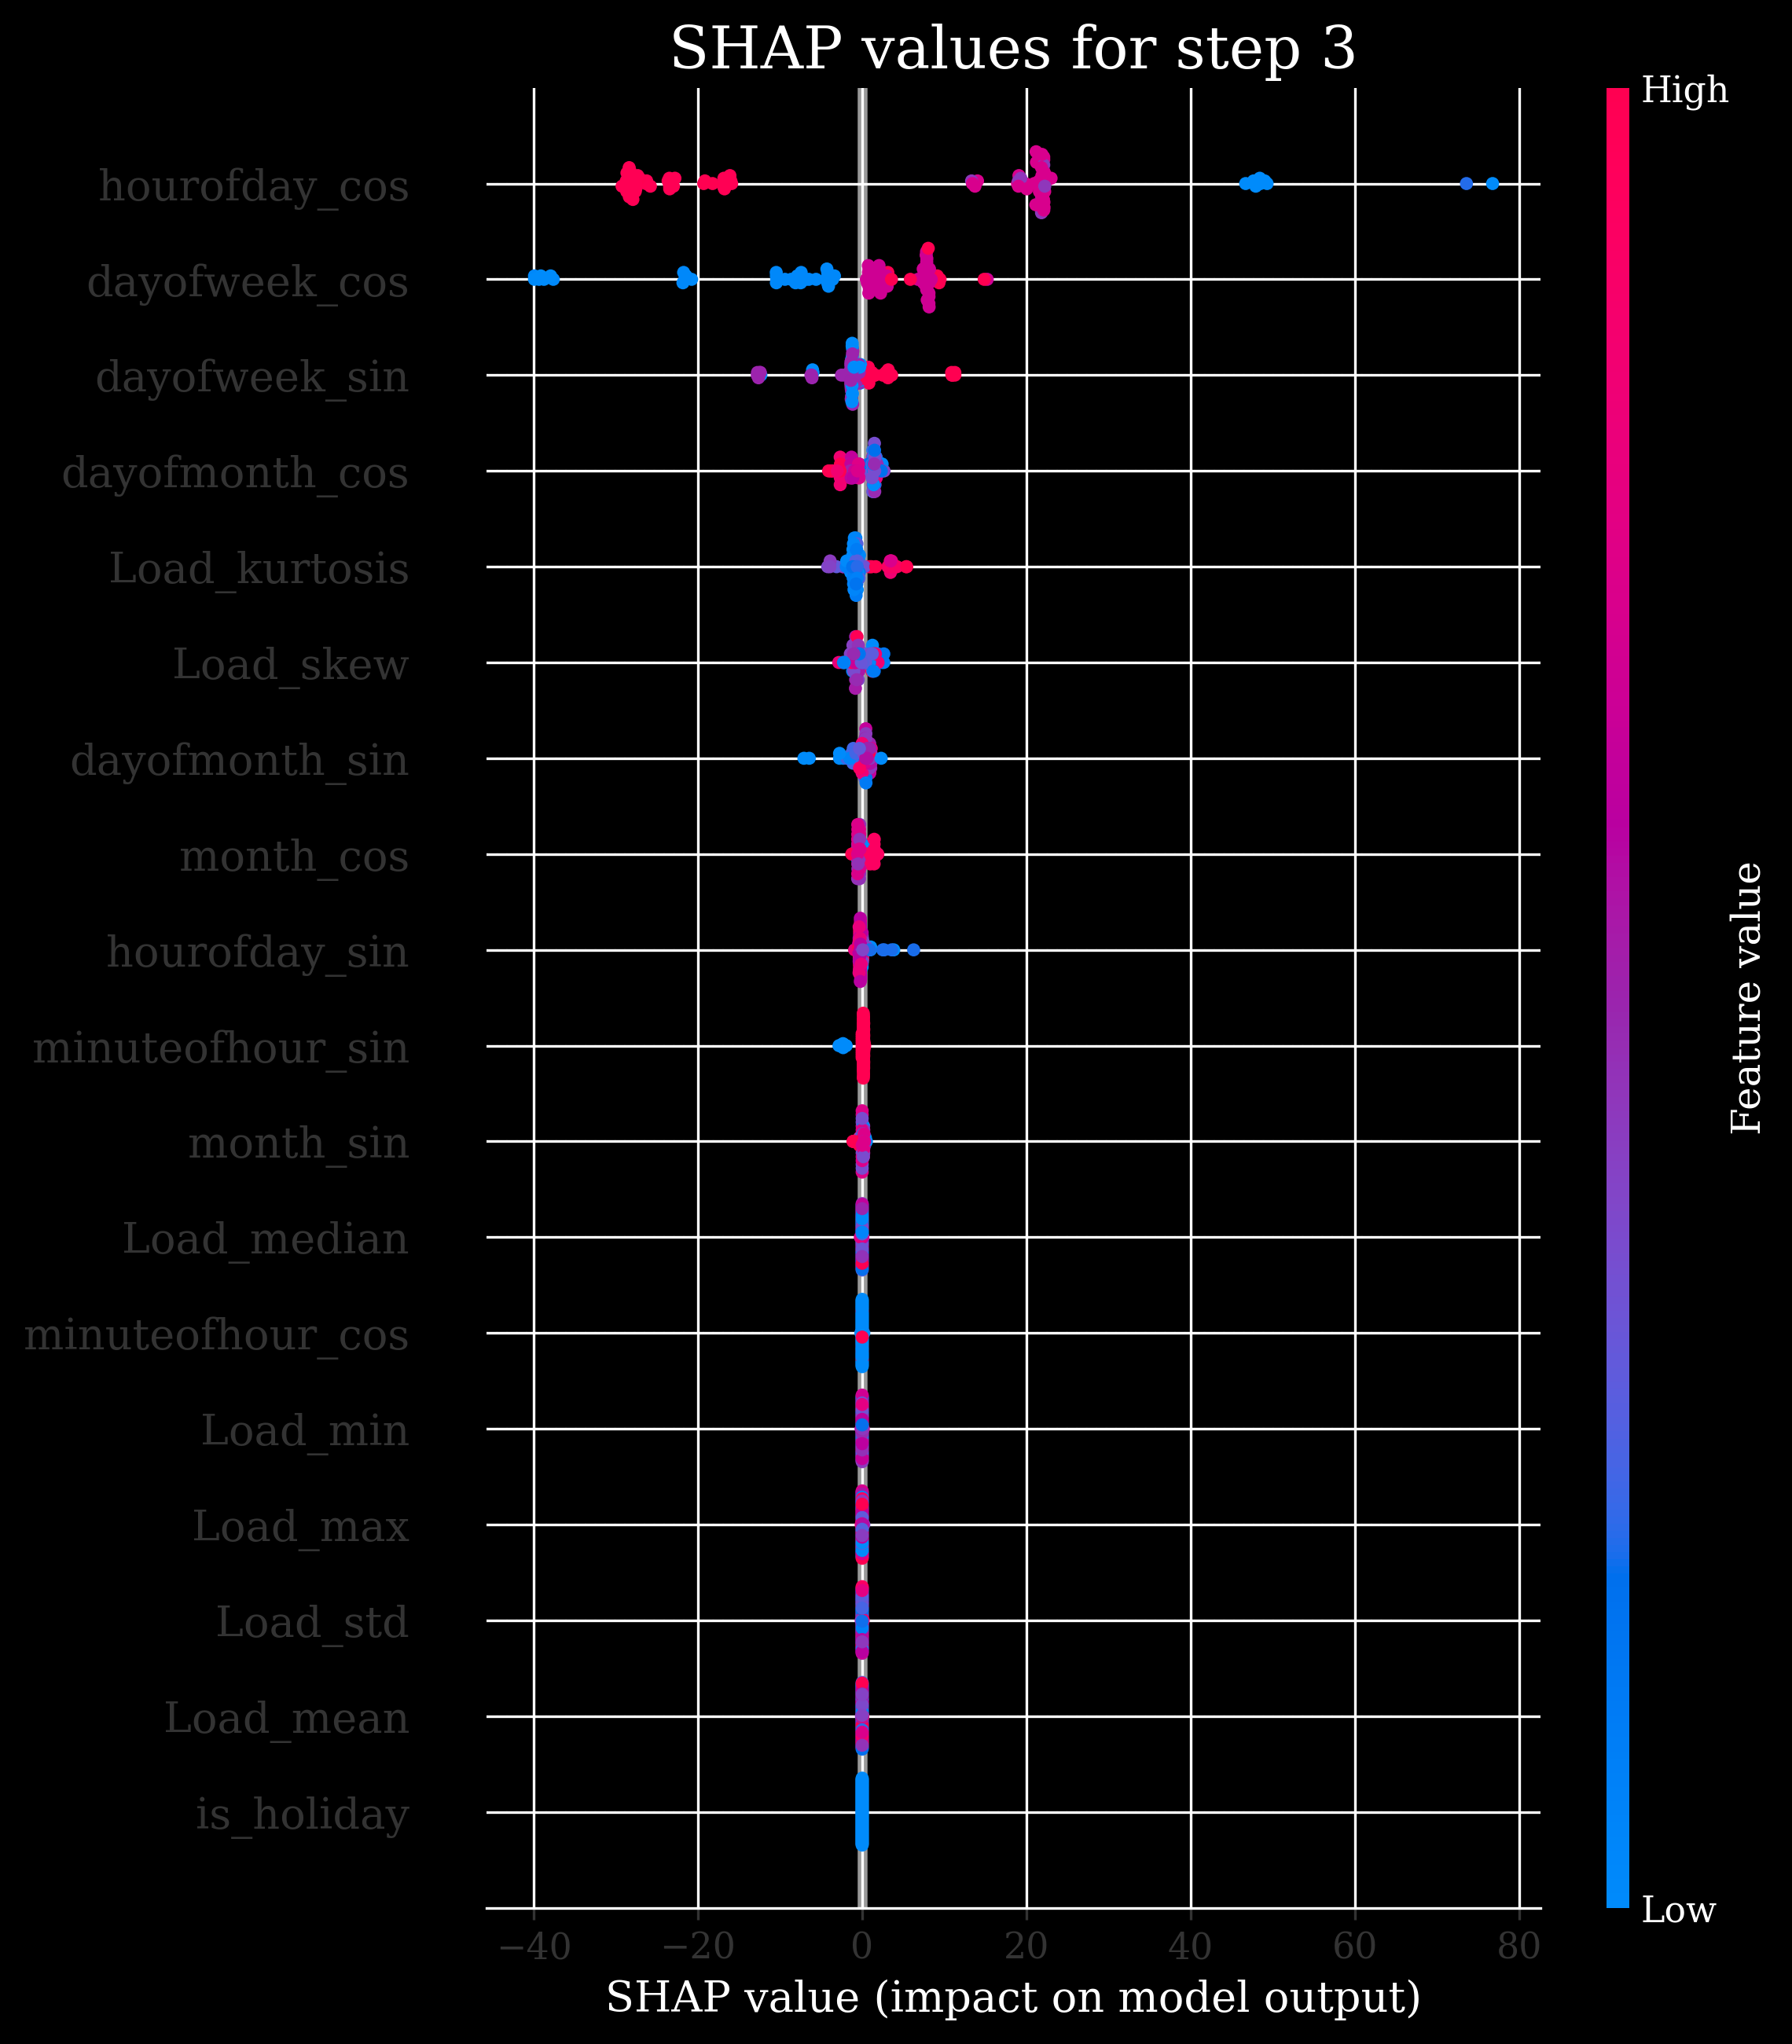 SHAP values for step 3
High
hourofday_cos
dayofweek_cos
dayofweek_sin
dayofmonth_cos
Load_kurtosis
Load_skew
dayofmonth_sin
month_cos
hourofday_sin
minuteofhour_sin
month_sin
Load_median
minuteofhour_cos
Load_min
Load_max
Load_std
Load_mean
is_holiday
Feature value
Low
−40 −20 0 20 40 60 80
SHAP value (impact on model output)